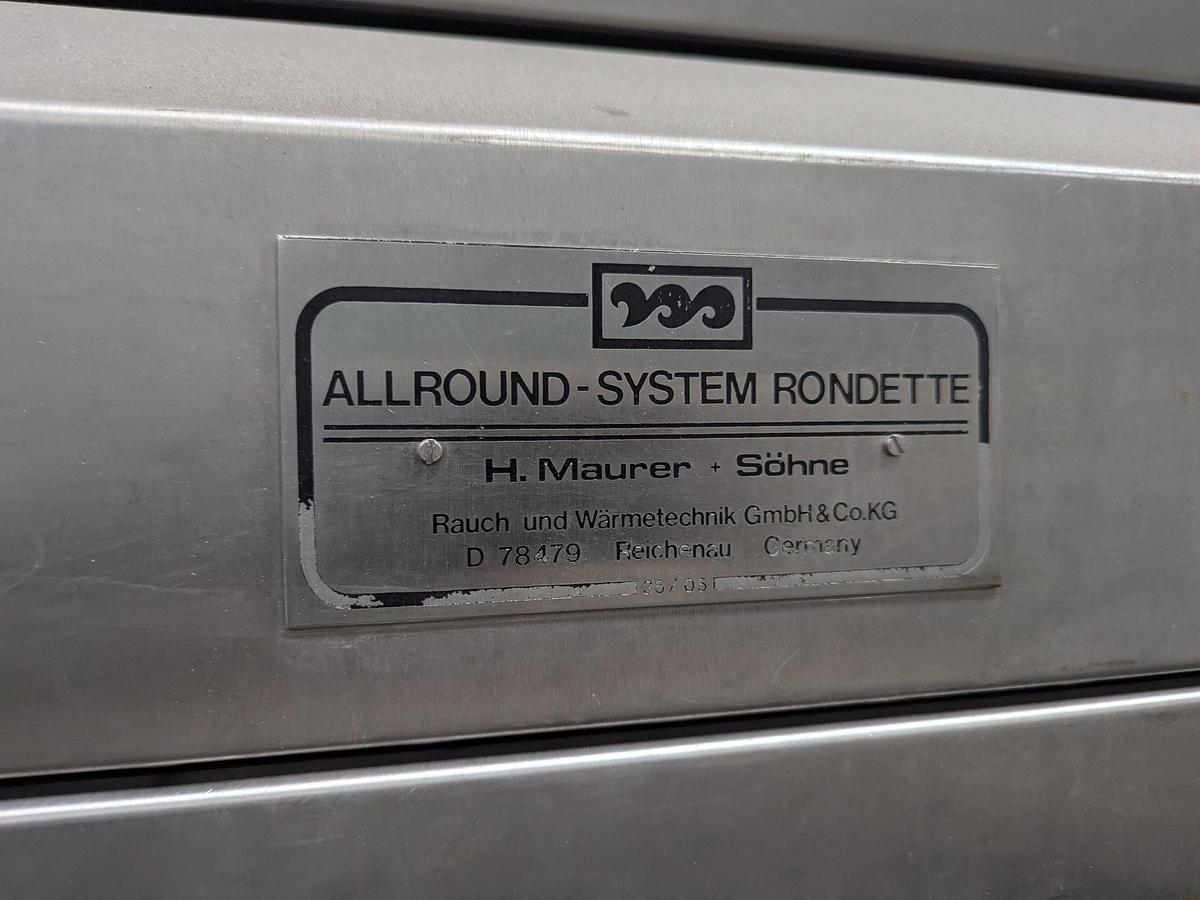 ALLROUND-SYSTEM RONDETTE
H. Maurer + Söhne
Rauch und Wärmetechnik GmbH & Co.KG
D 78479 Reichenau Germany